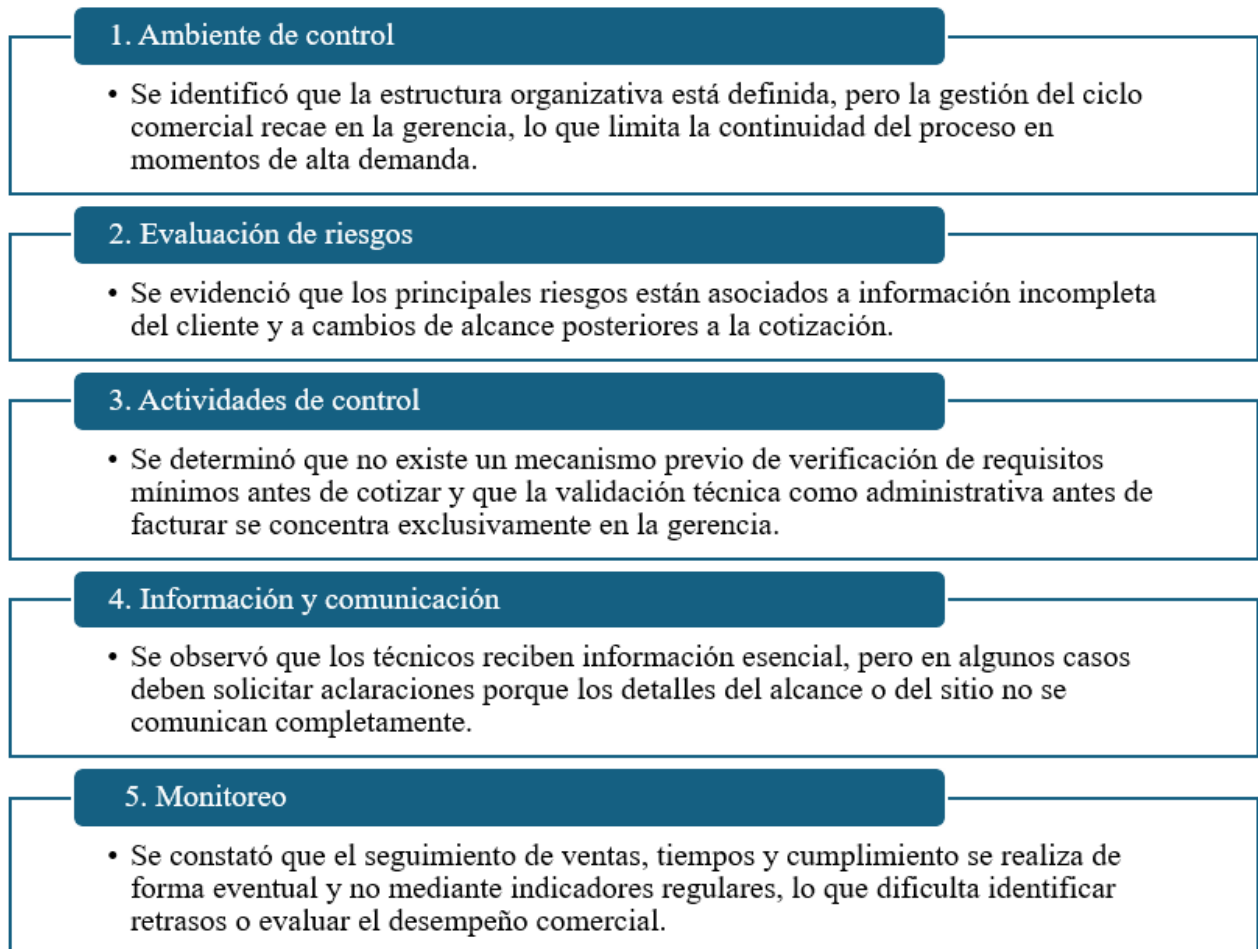 1. Ambiente de control
• Se identificó que la estructura organizativa está definida, pero la gestión del ciclo
comercial recae en la gerencia, lo que limita la continuidad del proceso en
momentos de alta demanda.
2. Evaluación de riesgos
• Se evidenció que los principales riesgos están asociados a información incompleta
del cliente y a cambios de alcance posteriores a la cotización.
3. Actividades de control
• Se determinó que no existe un mecanismo previo de verificación de requisitos
mínimos antes de cotizar y que la validación técnica como administrativa antes de
facturar se concentra exclusivamente en la gerencia.
4. Información y comunicación
• Se observó que los técnicos reciben información esencial, pero en algunos casos
deben solicitar aclaraciones porque los detalles del alcance o del sitio no se
comunican completamente.
5. Monitoreo
• Se constató que el seguimiento de ventas, tiempos y cumplimiento se realiza de
forma eventual y no mediante indicadores regulares, lo que dificulta identificar
retrasos o evaluar el desempeño comercial.